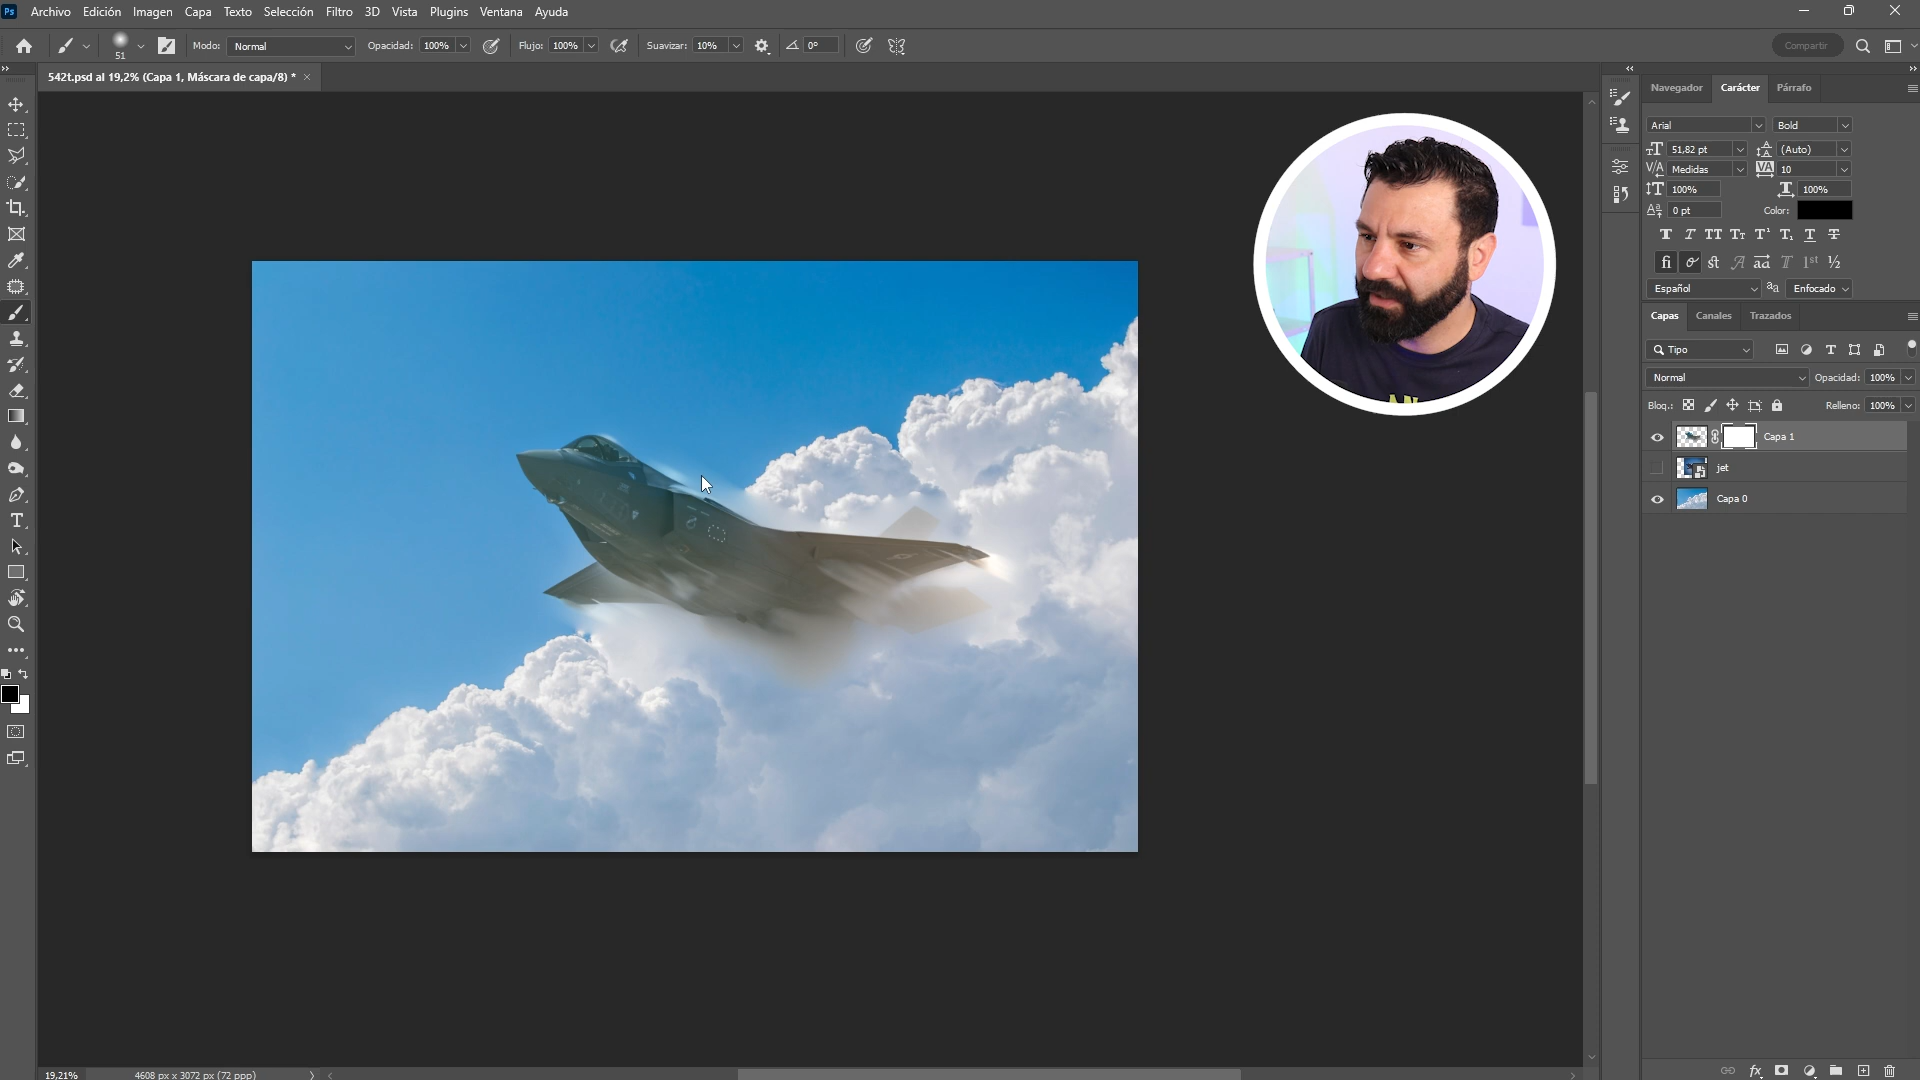 Ps Archivo Edición Imagen Capa Texto Selección Filtro 3D Vista Plugins Ventana Ayuda
51 Modo: Normal Opacidad: 100% Flujo: 100% Suavizar: 10% 0° Compartir
542t.psd al 19,2% (Capa 1, Máscara de capa/8) * ×
Navegador Carácter Párrafo
Arial Bold
51,82 pt (Auto)
Medidas 10
100% 100%
0 pt Color:
Español Enfocado
Capas Canales Trazados
Tipo
Normal Opacidad: 100%
Bloq.: Relleno: 100%
Capa 1
jet
Capa 0
19,21% 4608 px x 3072 px (72 ppp)